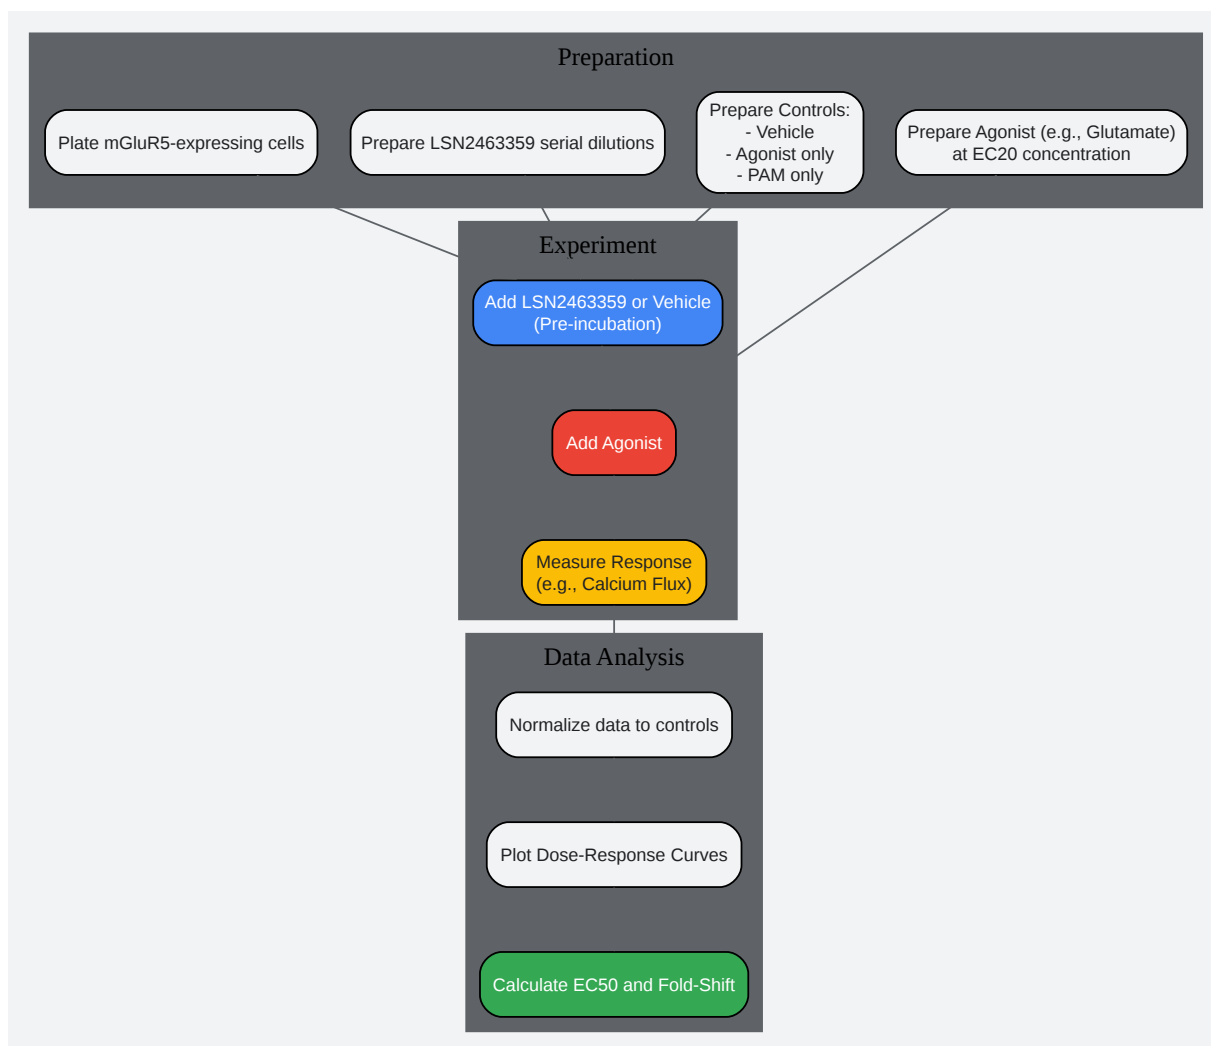 Preparation
Plate mGluR5-expressing cells
Prepare LSN2463359 serial dilutions
Prepare Controls:
- Vehicle
- Agonist only
- PAM only
Prepare Agonist (e.g., Glutamate)
at EC20 concentration
Experiment
Add LSN2463359 or Vehicle
(Pre-incubation)
Add Agonist
Measure Response
(e.g., Calcium Flux)
Data Analysis
Normalize data to controls
Plot Dose-Response Curves
Calculate EC50 and Fold-Shift